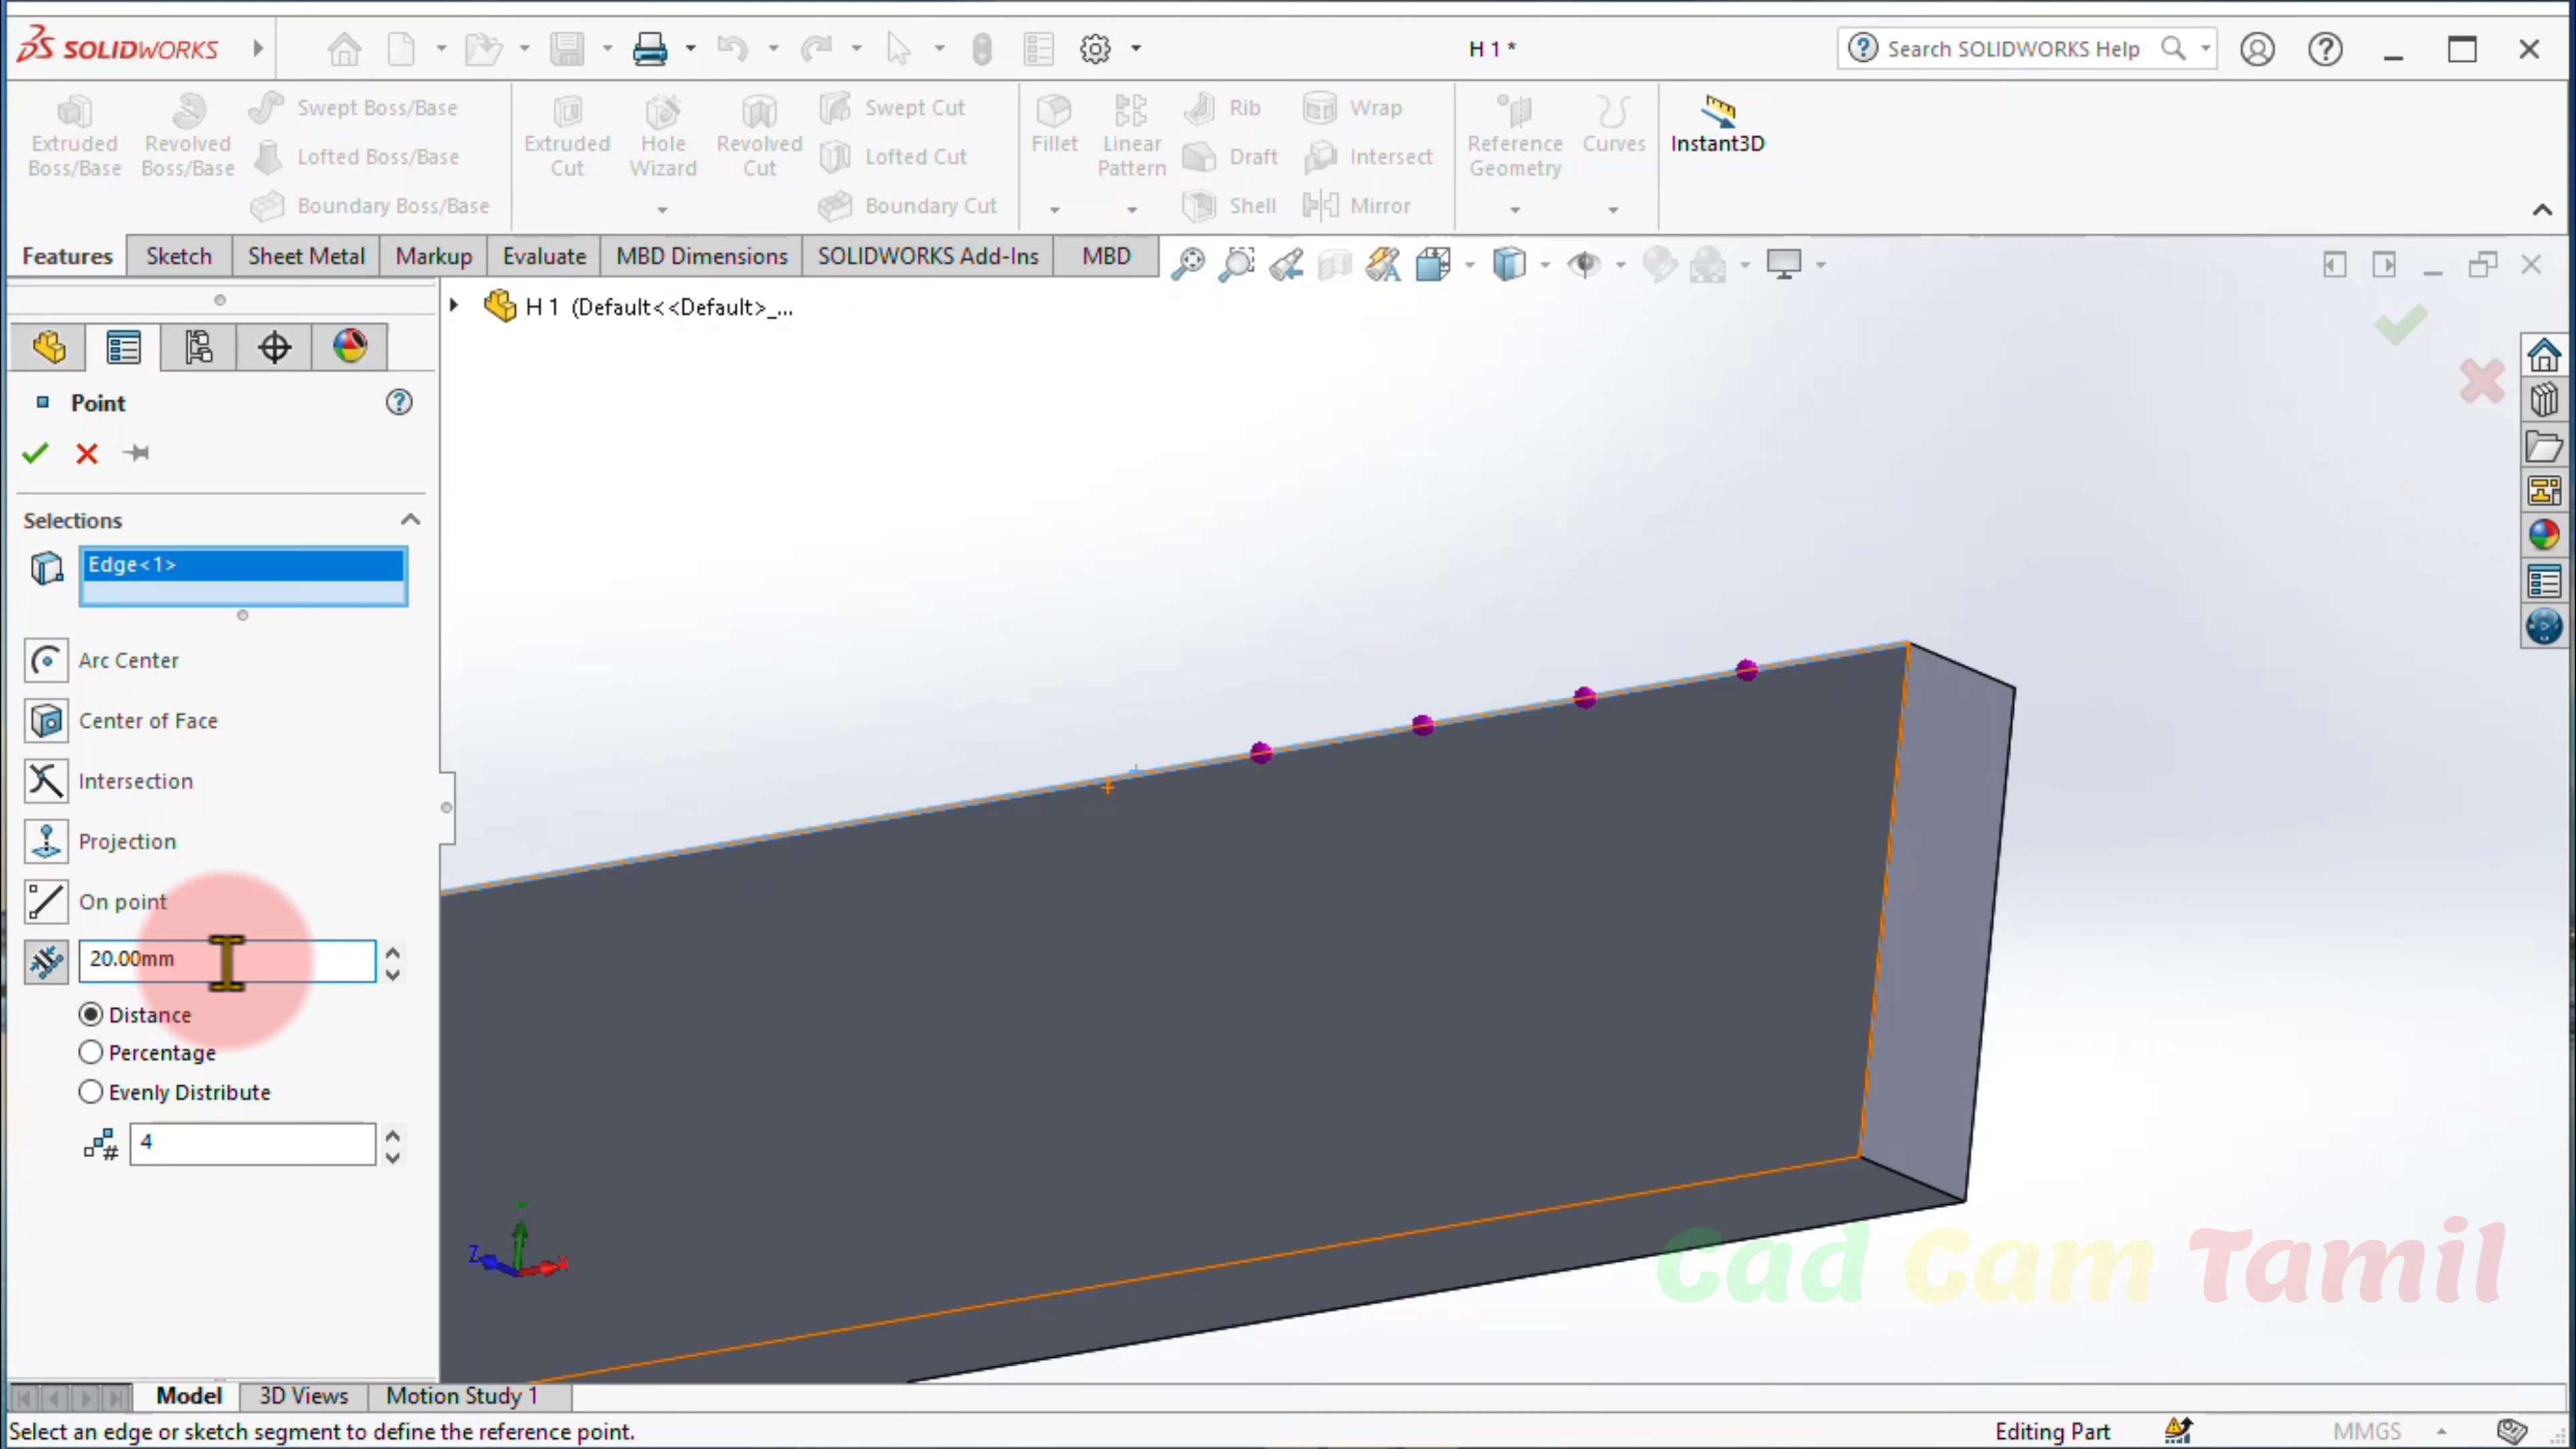 SOLIDWORKS
H 1 *
Search SOLIDWORKS Help
Extruded Boss/Base
Revolved Boss/Base
Swept Boss/Base
Lofted Boss/Base
Boundary Boss/Base
Extruded Cut
Hole Wizard
Revolved Cut
Swept Cut
Lofted Cut
Boundary Cut
Fillet
Linear Pattern
Rib
Draft
Shell
Wrap
Intersect
Mirror
Reference Geometry
Curves
Instant3D
Features
Sketch
Sheet Metal
Markup
Evaluate
MBD Dimensions
SOLIDWORKS Add-Ins
MBD
H 1 (Default<<Default>_...
Point
Selections
Edge<1>
Arc Center
Center of Face
Intersection
Projection
On point
20.00mm
Distance
Percentage
Evenly Distribute
4
Z
X
Cad Cam Tamil
Model
3D Views
Motion Study 1
Select an edge or sketch segment to define the reference point.
Editing Part
MMGS